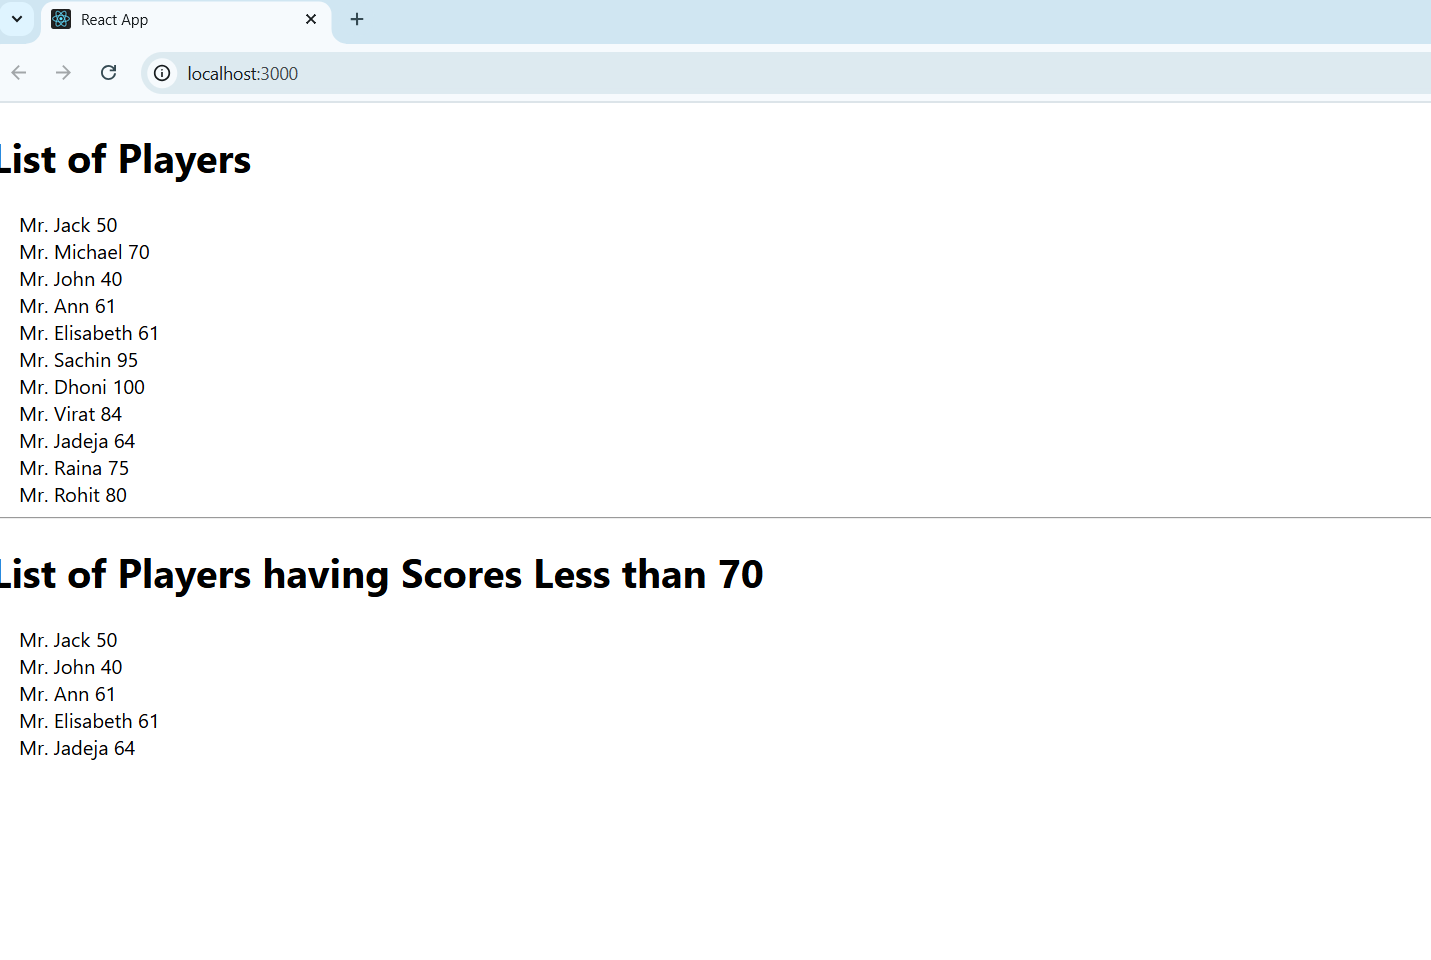 React App
localhost:3000
List of Players
Mr. Jack 50
Mr. Michael 70
Mr. John 40
Mr. Ann 61
Mr. Elisabeth 61
Mr. Sachin 95
Mr. Dhoni 100
Mr. Virat 84
Mr. Jadeja 64
Mr. Raina 75
Mr. Rohit 80
List of Players having Scores Less than 70
Mr. Jack 50
Mr. John 40
Mr. Ann 61
Mr. Elisabeth 61
Mr. Jadeja 64